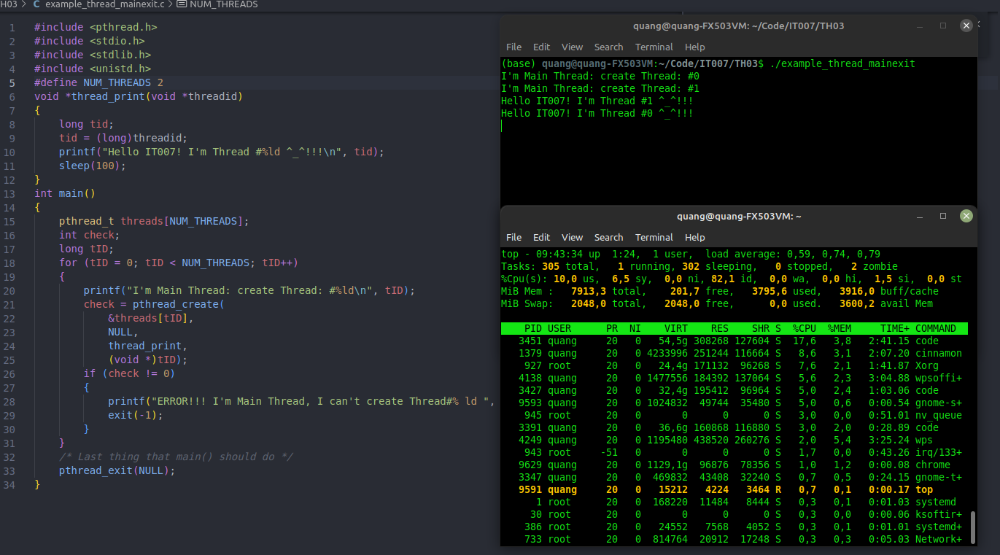 TH03 > C example_thread_mainexit.c > NUM_THREADS
1 #include <pthread.h>
2 #include <stdio.h>
3 #include <stdlib.h>
4 #include <unistd.h>
5 #define NUM_THREADS 2
6 void *thread_print(void *threadid)
7 {
8 long tid;
9 tid = (long)threadid;
10 printf("Hello IT007! I'm Thread #%ld ^_^!!!\n", tid);
11 sleep(100);
12 }
13 int main()
14 {
15 pthread_t threads[NUM_THREADS];
16 int check;
17 long tID;
18 for (tID = 0; tID < NUM_THREADS; tID++)
19 {
20 printf("I'm Main Thread: create Thread: #%ld\n", tID);
21 check = pthread_create(
22 &threads[tID],
23 NULL,
24 thread_print,
25 (void *)tID);
26 if (check != 0)
27 {
28 printf("ERROR!!! I'm Main Thread, I can't create Thread#% ld ",
29 exit(-1);
30 }
31 }
32 /* Last thing that main() should do */
33 pthread_exit(NULL);
34 }
quang@quang-FX503VM: ~/Code/IT007/TH03
File Edit View Search Terminal Help
(base) quang@quang-FX503VM:~/Code/IT007/TH03$ ./example_thread_mainexit
I'm Main Thread: create Thread: #0
I'm Main Thread: create Thread: #1
Hello IT007! I'm Thread #1 ^_^!!!
Hello IT007! I'm Thread #0 ^_^!!!
quang@quang-FX503VM: ~
File Edit View Search Terminal Help
top - 09:43:34 up 1:24, 1 user, load average: 0,59, 0,74, 0,79
Tasks: 305 total, 1 running, 302 sleeping, 0 stopped, 2 zombie
%Cpu(s): 10,0 us, 6,5 sy, 0,0 ni, 82,1 id, 0,0 wa, 0,0 hi, 1,5 si, 0,0 st
MiB Mem : 7913,3 total, 201,7 free, 3795,6 used, 3916,0 buff/cache
MiB Swap: 2048,0 total, 2048,0 free, 0,0 used. 3600,2 avail Mem
PID USER PR NI VIRT RES SHR S %CPU %MEM TIME+ COMMAND
3451 quang 20 0 54,5g 308268 127604 S 17,6 3,8 2:41.15 code
1379 quang 20 0 4233996 251244 116664 S 8,6 3,1 2:07.20 cinnamon
927 root 20 0 24,4g 171132 96268 S 7,6 2,1 1:41.87 Xorg
4138 quang 20 0 1477556 184392 137064 S 5,6 2,3 3:04.88 wpsoffi+
3427 quang 20 0 32,4g 195412 96964 S 5,0 2,4 1:03.06 code
9593 quang 20 0 1024832 49744 35480 S 5,0 0,6 0:00.54 gnome-s+
945 root 20 0 0 0 0 S 3,0 0,0 0:51.01 nv_queue
3391 quang 20 0 36,6g 160868 116880 S 3,0 2,0 0:28.89 code
4249 quang 20 0 1195480 438520 260276 S 2,0 5,4 3:25.24 wps
943 root -51 0 0 0 0 S 1,7 0,0 0:43.26 irq/133+
9629 quang 20 0 1129,1g 96876 78356 S 1,0 1,2 0:00.08 chrome
3347 quang 20 0 469832 43408 32240 S 0,7 0,5 0:24.15 gnome-t+
9591 quang 20 0 15212 4224 3464 R 0,7 0,1 0:00.17 top
1 root 20 0 168220 11484 8444 S 0,3 0,1 0:01.03 systemd
30 root 20 0 0 0 0 S 0,3 0,0 0:00.06 ksoftir+
386 root 20 0 24552 7568 4052 S 0,3 0,1 0:01.01 systemd+
733 root 20 0 814764 20912 17248 S 0,3 0,3 0:05.03 Network+